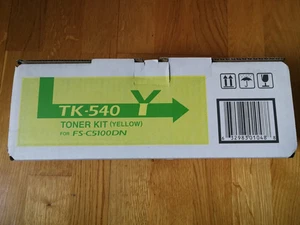 TK-540 Y
TONER KIT (YELLOW)
FOR FS-C5100DN